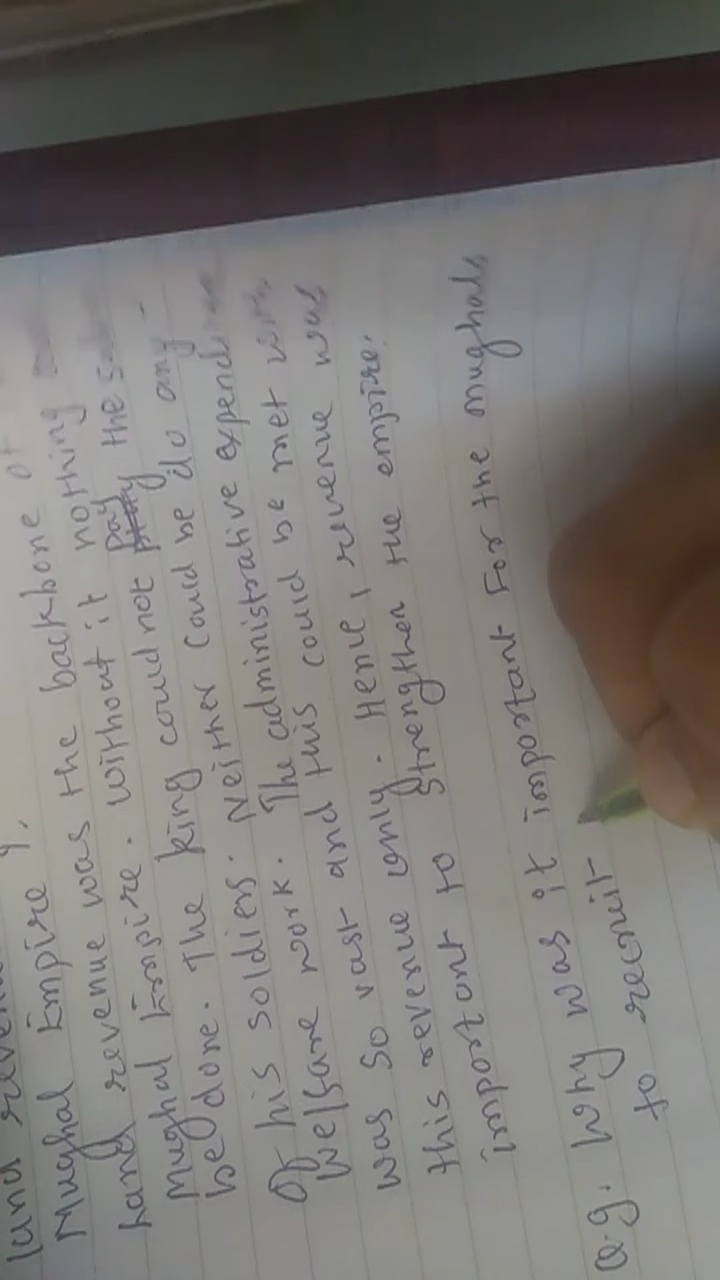 land
Mughal Empire ?
Land revenue was the backbone of
Mughal Empire. without it nothing
be done. The king could not pay the
of his soldiers. Neither could be do any -
welfare work. The administrative
was so vast and this could be met
this revenue only. Hence, revenue was
important to strengthen the empire.
Q.9. Why was it important for the mughals
to recruit